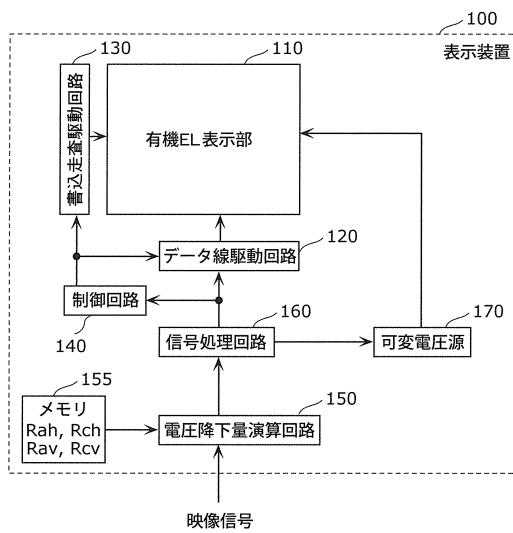 100
表示装置
130
110
書込走査駆動回路
有機EL表示部
120
データ線駆動回路
制御回路
140
160
信号処理回路
170
可変電圧源
155
メモリ
Rah, Rch
Rav, Rcv
150
電圧降下量演算回路
映像信号